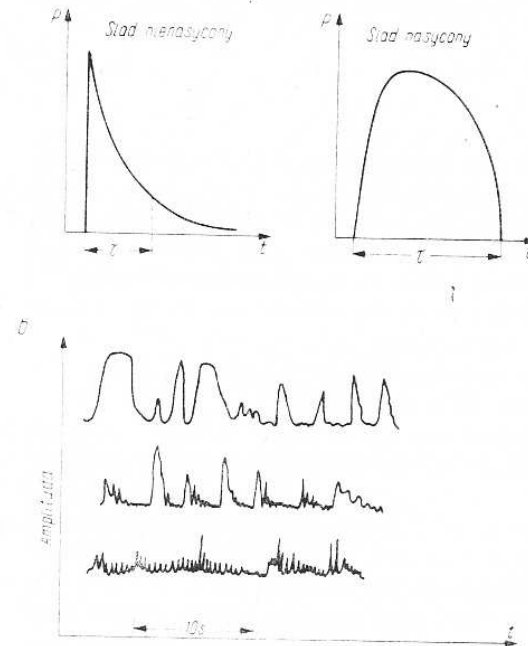 p
Ślad nienasycony
t
τ
p
Ślad nasycony
t
τ
b
Amplituda
10s
t